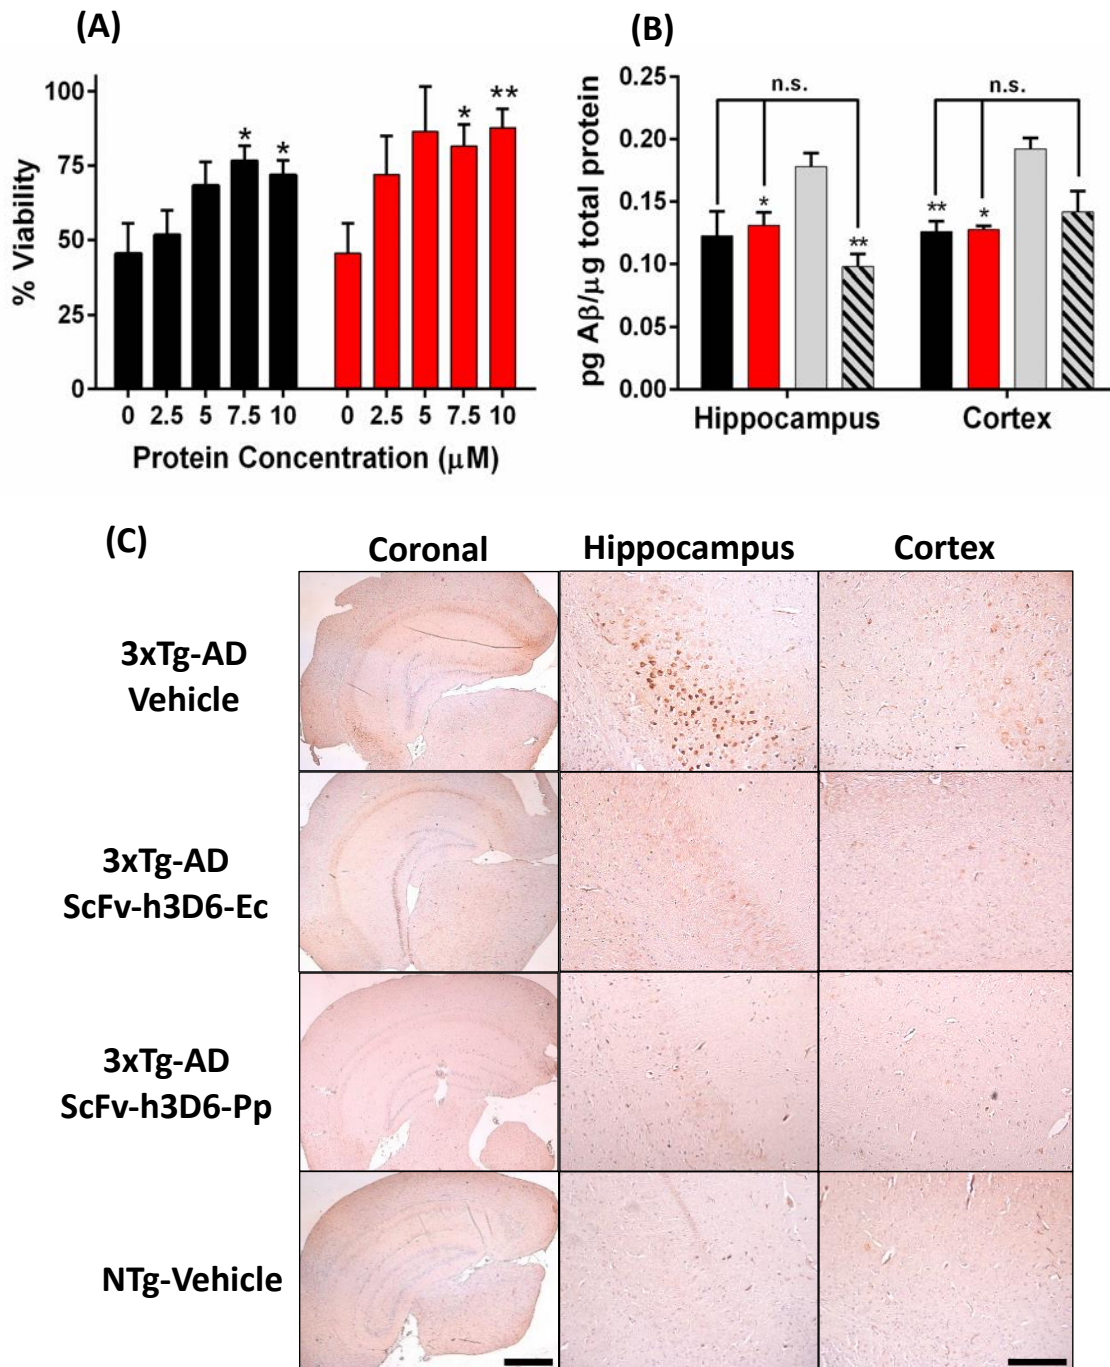 (A)
100
75
50
25
0
% Viability
* * * **
0 2.5 5 7.5 10 0 2.5 5 7.5 10
Protein Concentration (μM)
(B)
0.25
0.20
0.15
0.10
0.05
0.00
pg Aβ/μg total protein
n.s. n.s.
* ** ** *
Hippocampus Cortex
(C)
Coronal Hippocampus Cortex
3xTg-AD
Vehicle
3xTg-AD
ScFv-h3D6-Ec
3xTg-AD
ScFv-h3D6-Pp
NTg-Vehicle